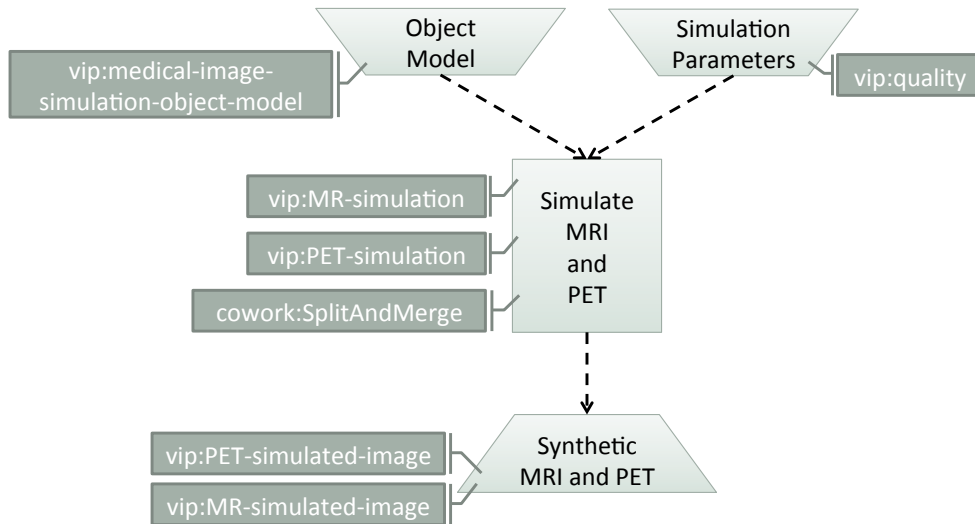 Object
Model
Simulation
Parameters
vip:medical-image-
simulation-object-model
vip:quality
vip:MR-simulation
vip:PET-simulation
cowork:SplitAndMerge
Simulate
MRI
and
PET
vip:PET-simulated-image
vip:MR-simulated-image
Synthetic
MRI and PET